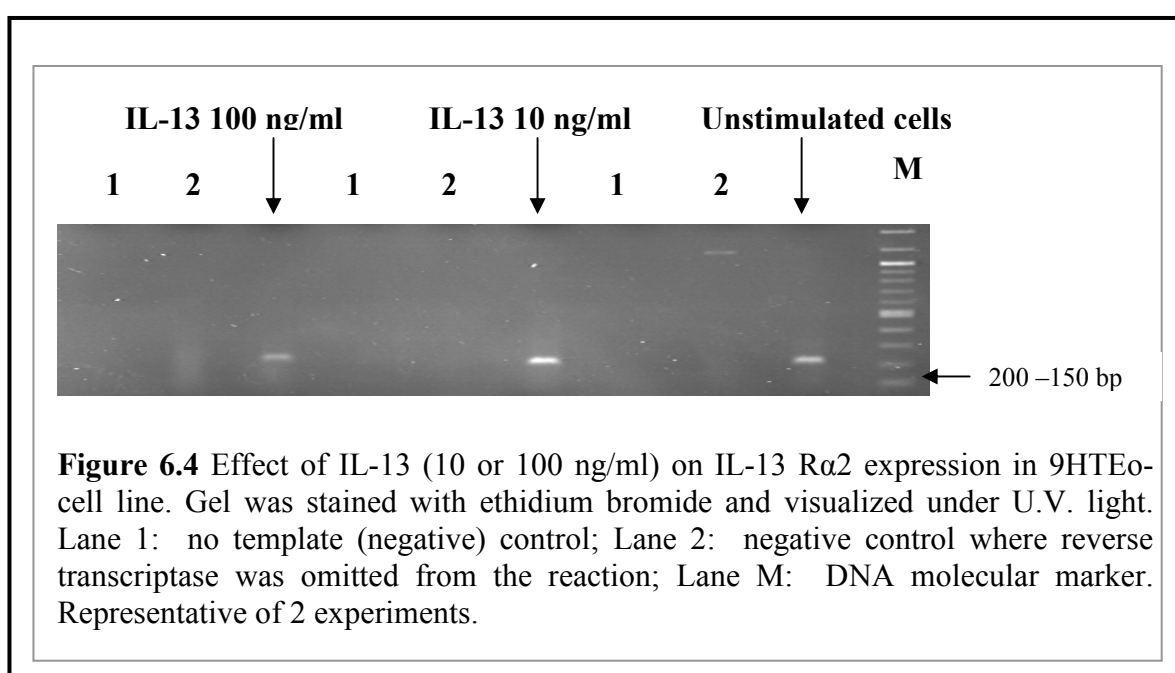 IL-13 100 ng/ml IL-13 10 ng/ml Unstimulated cells
1 2 1 2 1 2 M
200 –150 bp
Figure 6.4 Effect of IL-13 (10 or 100 ng/ml) on IL-13 Rα2 expression in 9HTEo-
cell line. Gel was stained with ethidium bromide and visualized under U.V. light.
Lane 1: no template (negative) control; Lane 2: negative control where reverse
transcriptase was omitted from the reaction; Lane M: DNA molecular marker.
Representative of 2 experiments.